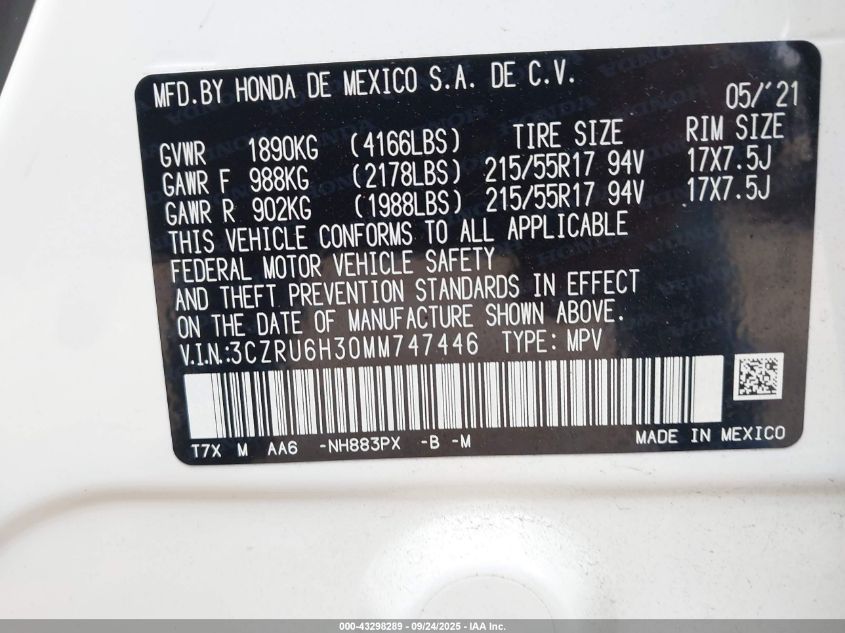 MFD.BY HONDA DE MEXICO S.A. DE C.V.
05/'21
GVWR 1890KG (4166LBS) TIRE SIZE RIM SIZE
GAWR F 988KG (2178LBS) 215/55R17 94V 17X7.5J
GAWR R 902KG (1988LBS) 215/55R17 94V 17X7.5J
THIS VEHICLE CONFORMS TO ALL APPLICABLE
FEDERAL MOTOR VEHICLE SAFETY
AND THEFT PREVENTION STANDARDS IN EFFECT
ON THE DATE OF MANUFACTURE SHOWN ABOVE.
V.I.N.:3CZRU6H30MM747446 TYPE: MPV
T7X M AA6 -NH883PX -B -M MADE IN MEXICO
000-43298289 - 09/24/2025 - IAA Inc.